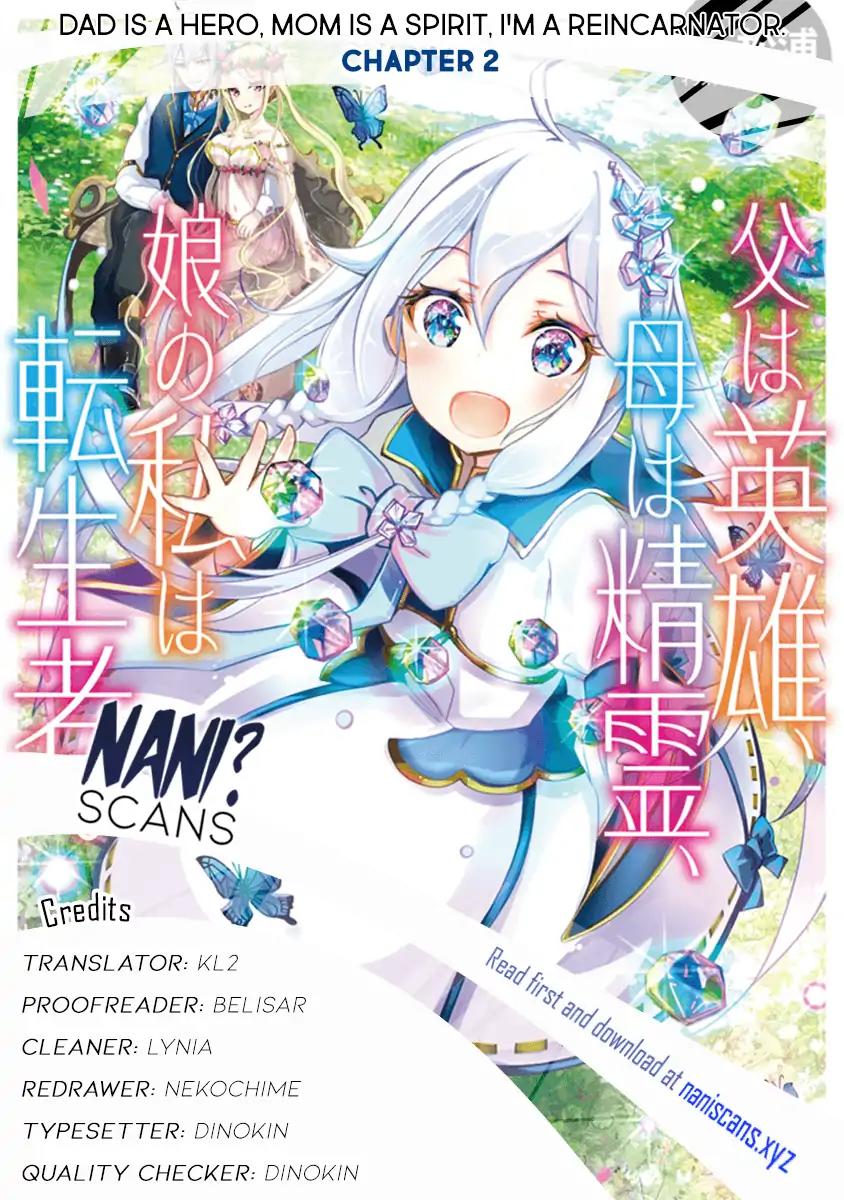 DAD IS A HERO, MOM IS A SPIRIT, I'M A REINCARNATOR.
CHAPTER 2
父は英雄、
母は精霊、
娘の私は
転生者
NANI?
SCANS
Credits
TRANSLATOR: KL2
PROOFREADER: BELISAR
CLEANER: LYNIA
REDRAWER: NEKOCHIME
TYPESETTER: DINOKIN
QUALITY CHECKER: DINOKIN
Read first and download at naniscans.xyz